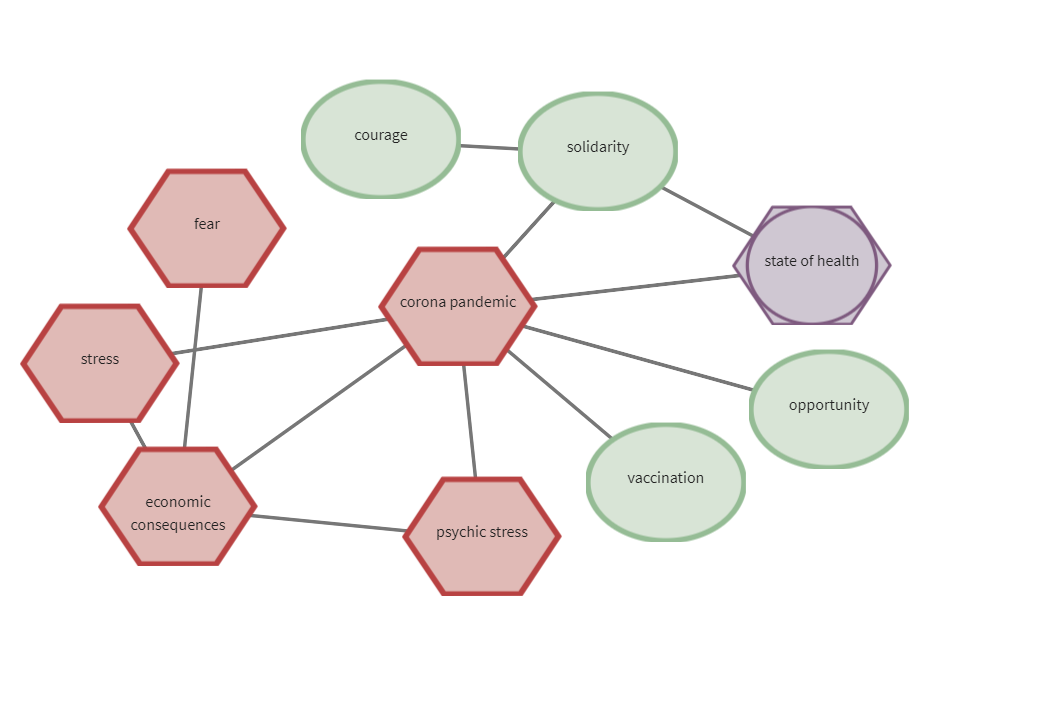 courage
solidarity
fear
state of health
corona pandemic
stress
opportunity
vaccination
economic
consequences
psychic stress